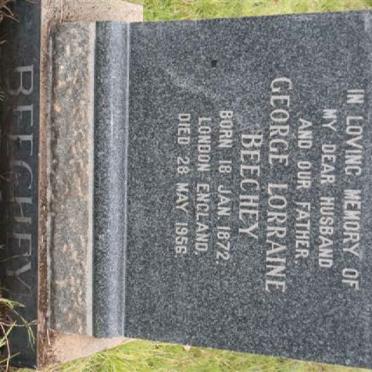 IN LOVING MEMORY OF
MY DEAR HUSBAND
AND OUR FATHER.
GEORGE LORRAINE
BEECHEY.
BORN 18 JAN. 1872.
LONDON ENGLAND,
DIED 28 MAY 1956
BEECHEY